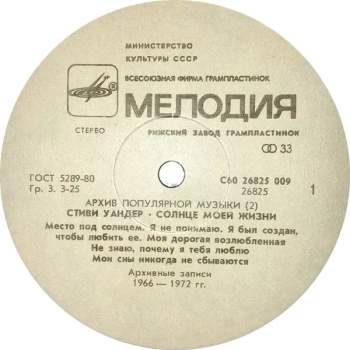 МИНИСТЕРСТВО
КУЛЬТУРЫ СССР
ВСЕСОЮЗНАЯ ФИРМА ГРАМПЛАСТИНОК
МЕЛОДИЯ
СТЕРЕО
РИЖСКИЙ ЗАВОД ГРАМПЛАСТИНОК
33
ГОСТ 5289-80
Гр. 3. 3-25
С60 26825 009
26825
1
АРХИВ ПОПУЛЯРНОЙ МУЗЫКИ (2)
СТИВИ УАНДЕР · СОЛНЦЕ МОЕЙ ЖИЗНИ
Место под солнцем. Я не понимаю. Я был создан,
чтобы любить ее. Моя дорогая возлюбленная
Не знаю, почему я тебя люблю
Мои сны никогда не сбываются
Архивные записи
1966 — 1972 гг.